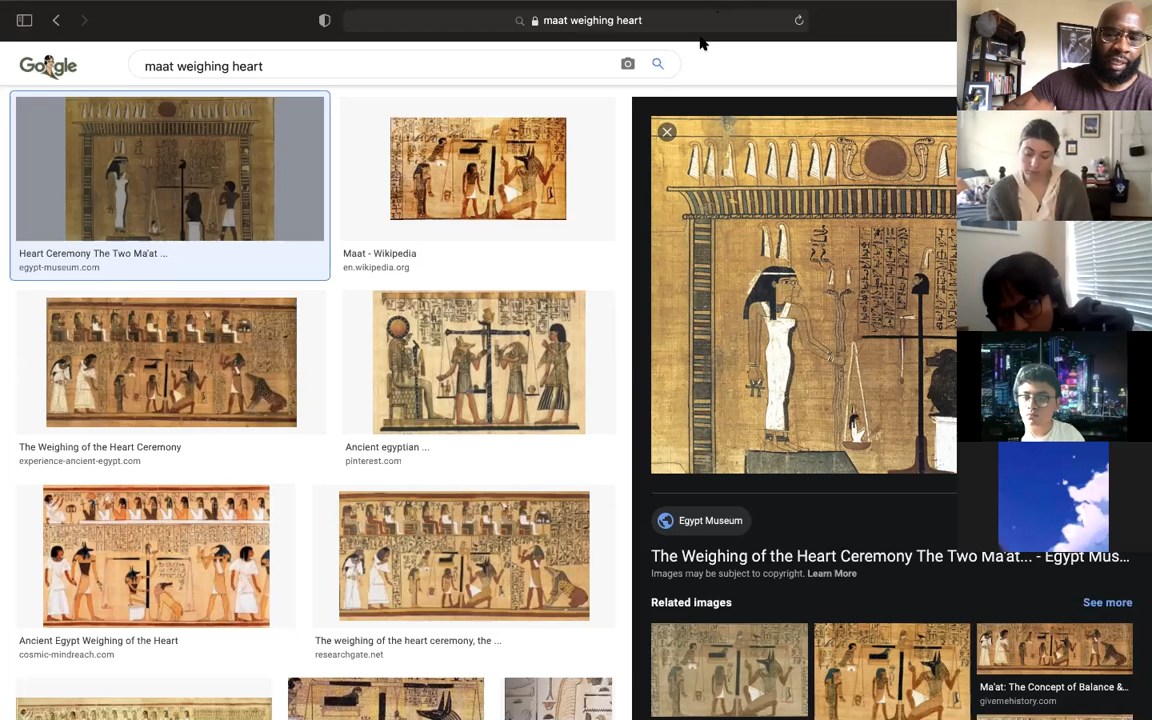 maat weighing heart
Google
maat weighing heart
Heart Ceremony The Two Ma'at ...
egypt-museum.com
Maat - Wikipedia
en.wikipedia.org
The Weighing of the Heart Ceremony
experience-ancient-egypt.com
Ancient egyptian ...
pinterest.com
Ancient Egypt Weighing of the Heart
cosmic-mindreach.com
The weighing of the heart ceremony, the ...
researchgate.net
Egypt Museum
The Weighing of the Heart Ceremony The Two Ma'at... - Egypt Mus...
Images may be subject to copyright. Learn More
Related images
See more
Ma'at: The Concept of Balance &...
givemehistory.com